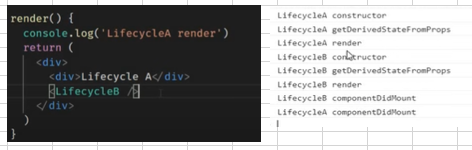 render() {
console.log('LifecycleA render')
return (
<div>
<div>Lifecycle A</div>
<LifecycleB />
</div>
)
}
LifecycleA constructor
LifecycleA getDerivedStateFromProps
LifecycleA render
LifecycleB constructor
LifecycleB getDerivedStateFromProps
LifecycleB render
LifecycleB componentDidMount
LifecycleA componentDidMount